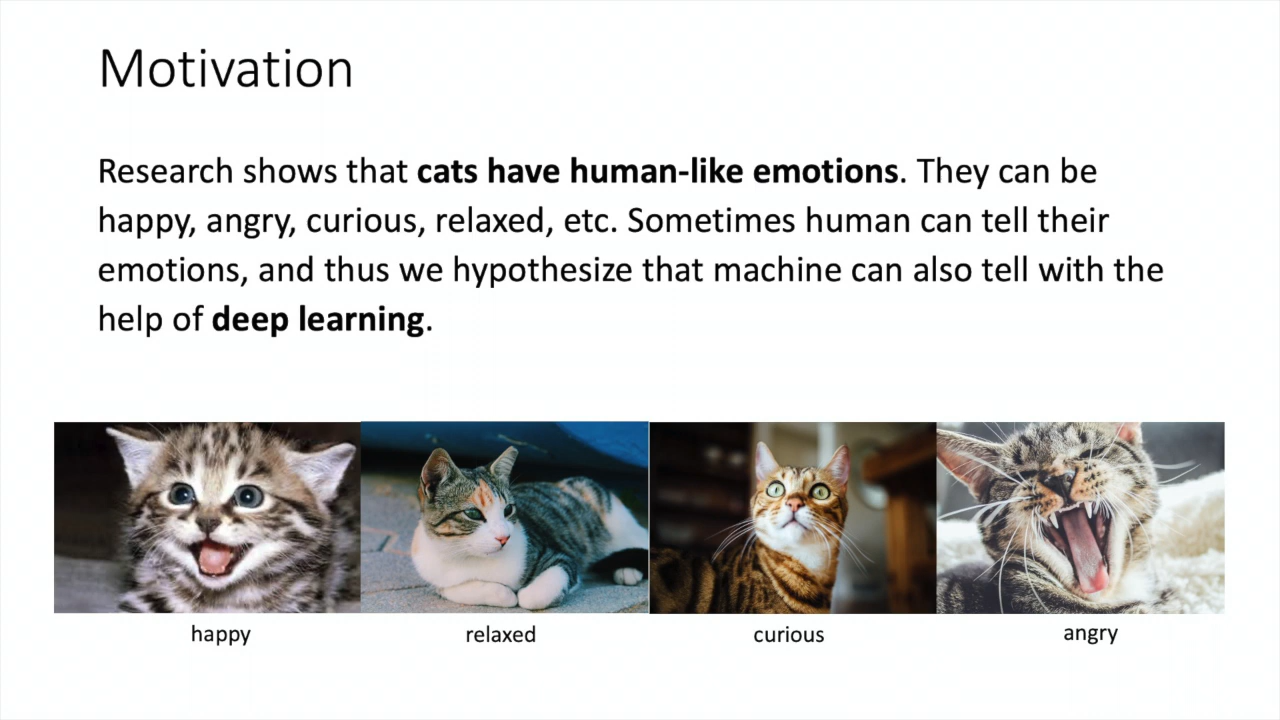 Motivation
Research shows that cats have human-like emotions. They can be
happy, angry, curious, relaxed, etc. Sometimes human can tell their
emotions, and thus we hypothesize that machine can also tell with the
help of deep learning.
happy
relaxed
curious
angry